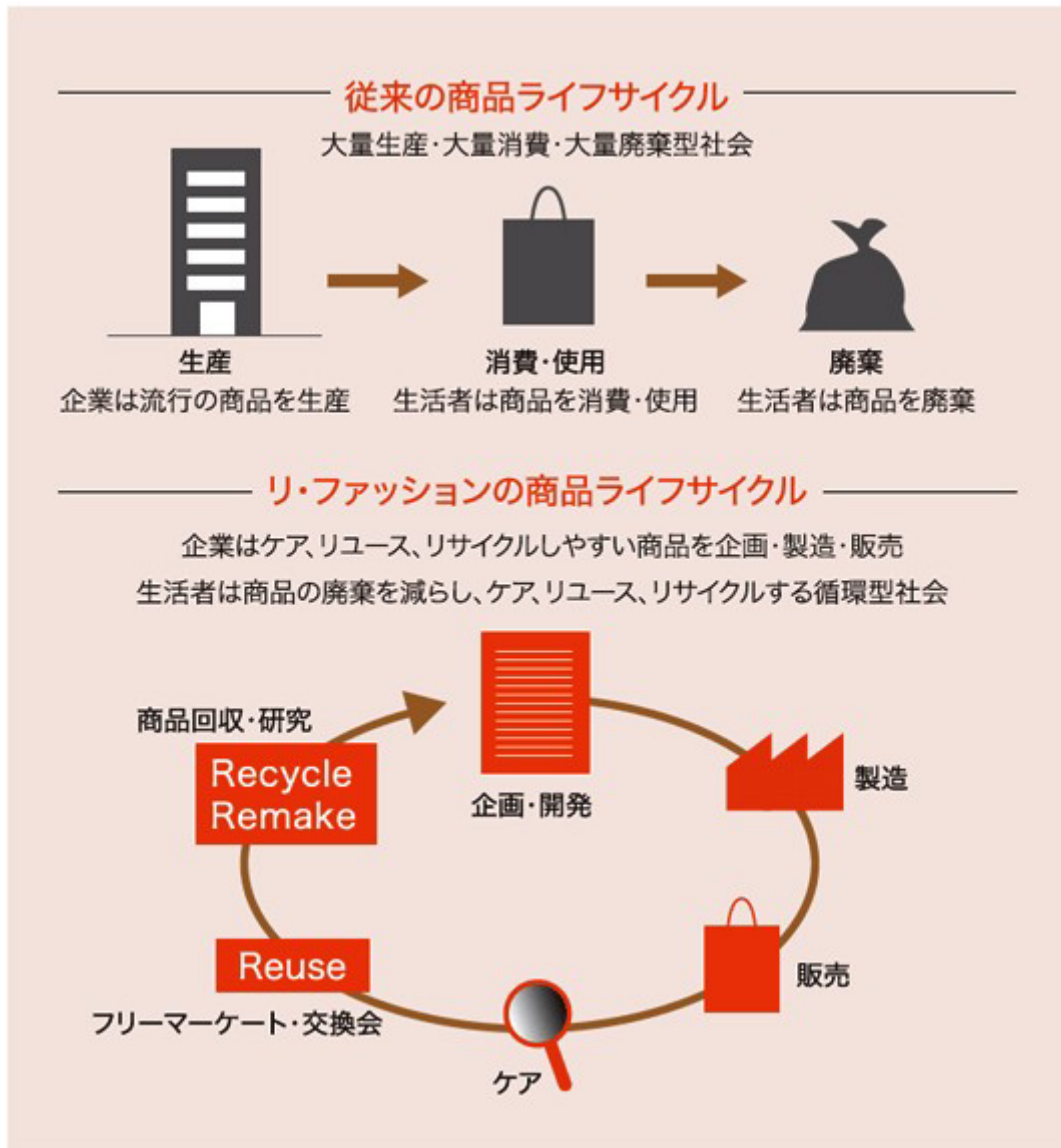 従来の商品ライフサイクル
大量生産・大量消費・大量廃棄型社会
生産
企業は流行の商品を生産
消費・使用
生活者は商品を消費・使用
廃棄
生活者は商品を廃棄
リ・ファッションの商品ライフサイクル
企業はケア、リユース、リサイクルしやすい商品を企画・製造・販売
生活者は商品の廃棄を減らし、ケア、リユース、リサイクルする循環型社会
企画・開発
製造
販売
ケア
Reuse
フリーマーケート・交換会
商品回収・研究
Recycle
Remake